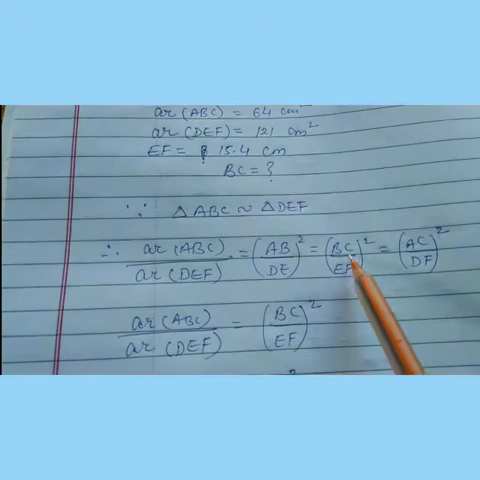 ar (ABC) = 64 cm²
ar (DEF) = 121 cm²
EF = 15.4 cm
BC = ?
∵ △ABC ~ △DEF
∴ ar (ABC) / ar (DEF) = (AB/DE)² = (BC/EF)² = (AC/DF)²
ar (ABC) / ar (DEF) = (BC/EF)²